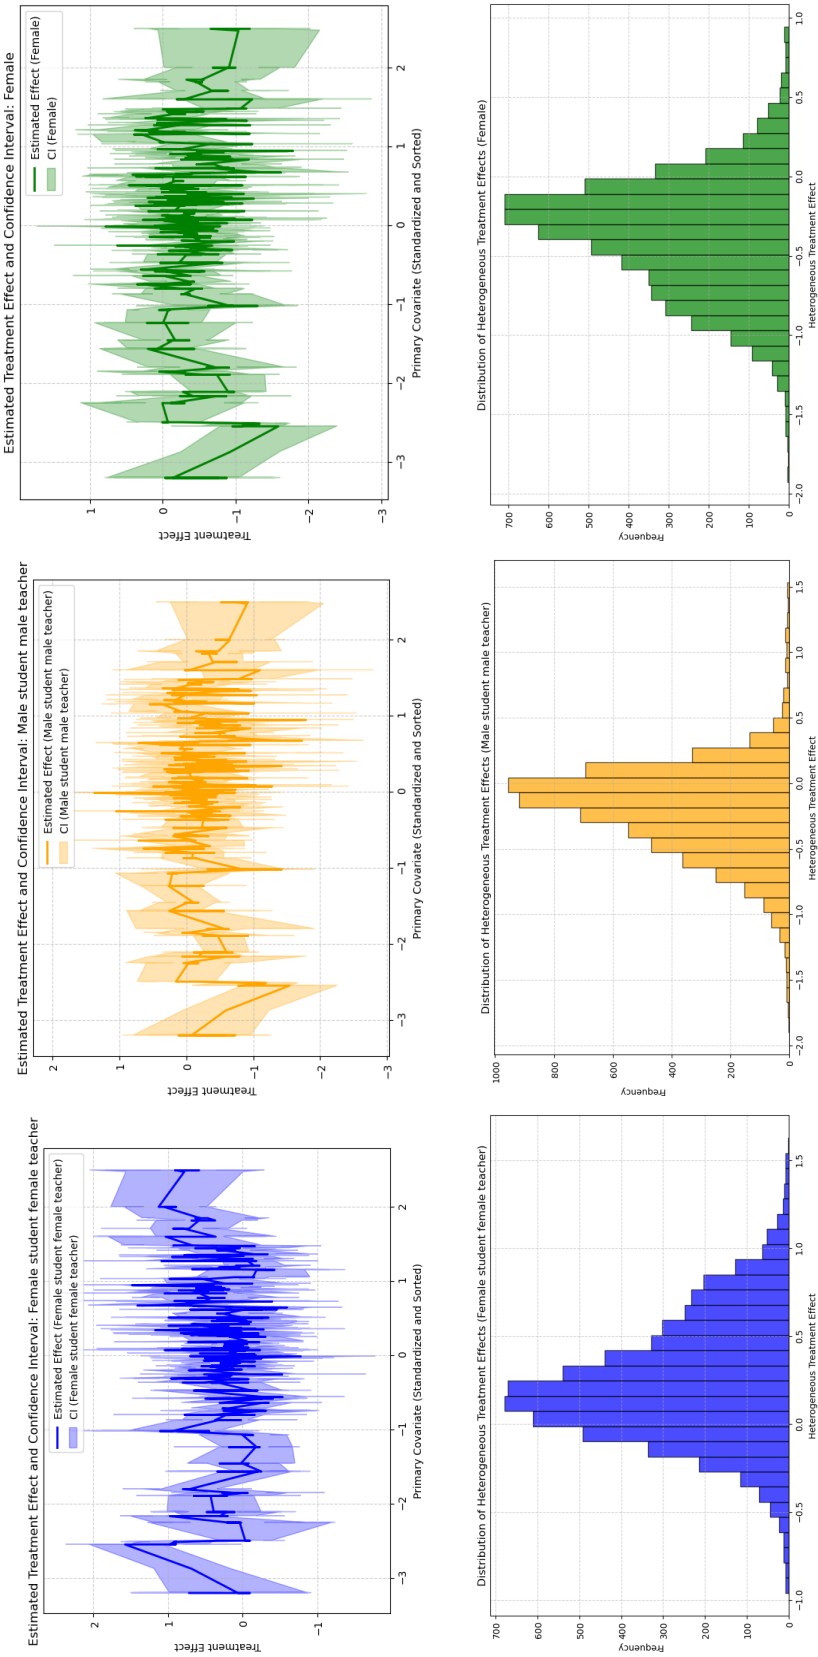 Estimated Treatment Effect and Confidence Interval: Female student female teacher
Estimated Effect (Female student female teacher)
CI (Female student female teacher)
Treatment Effect
2
1
0
−1
−3 −2 −1 0 1 2
Primary Covariate (Standardized and Sorted)
Estimated Treatment Effect and Confidence Interval: Male student male teacher
Estimated Effect (Male student male teacher)
CI (Male student male teacher)
Treatment Effect
2
1
0
−1
−2
−3
−3 −2 −1 0 1 2
Primary Covariate (Standardized and Sorted)
Estimated Treatment Effect and Confidence Interval: Female
Estimated Effect (Female)
CI (Female)
Treatment Effect
1
0
−1
−2
−3
−3 −2 −1 0 1 2
Primary Covariate (Standardized and Sorted)
Distribution of Heterogeneous Treatment Effects (Female student female teacher)
Frequency
700
600
500
400
300
200
100
0
−1.0 −0.5 0.0 0.5 1.0 1.5
Heterogeneous Treatment Effect
Distribution of Heterogeneous Treatment Effects (Male student male teacher)
Frequency
1000
800
600
400
200
0
−2.0 −1.5 −1.0 −0.5 0.0 0.5 1.0 1.5
Heterogeneous Treatment Effect
Distribution of Heterogeneous Treatment Effects (Female)
Frequency
700
600
500
400
300
200
100
0
−2.0 −1.5 −1.0 −0.5 0.0 0.5 1.0
Heterogeneous Treatment Effect